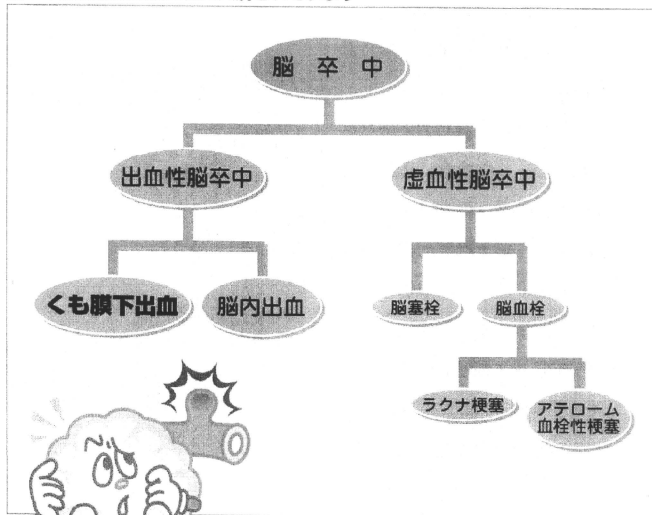 脳 卒 中
出血性脳卒中
虚血性脳卒中
くも膜下出血
脳内出血
脳塞栓
脳血栓
ラクナ梗塞
アテローム
血栓性梗塞